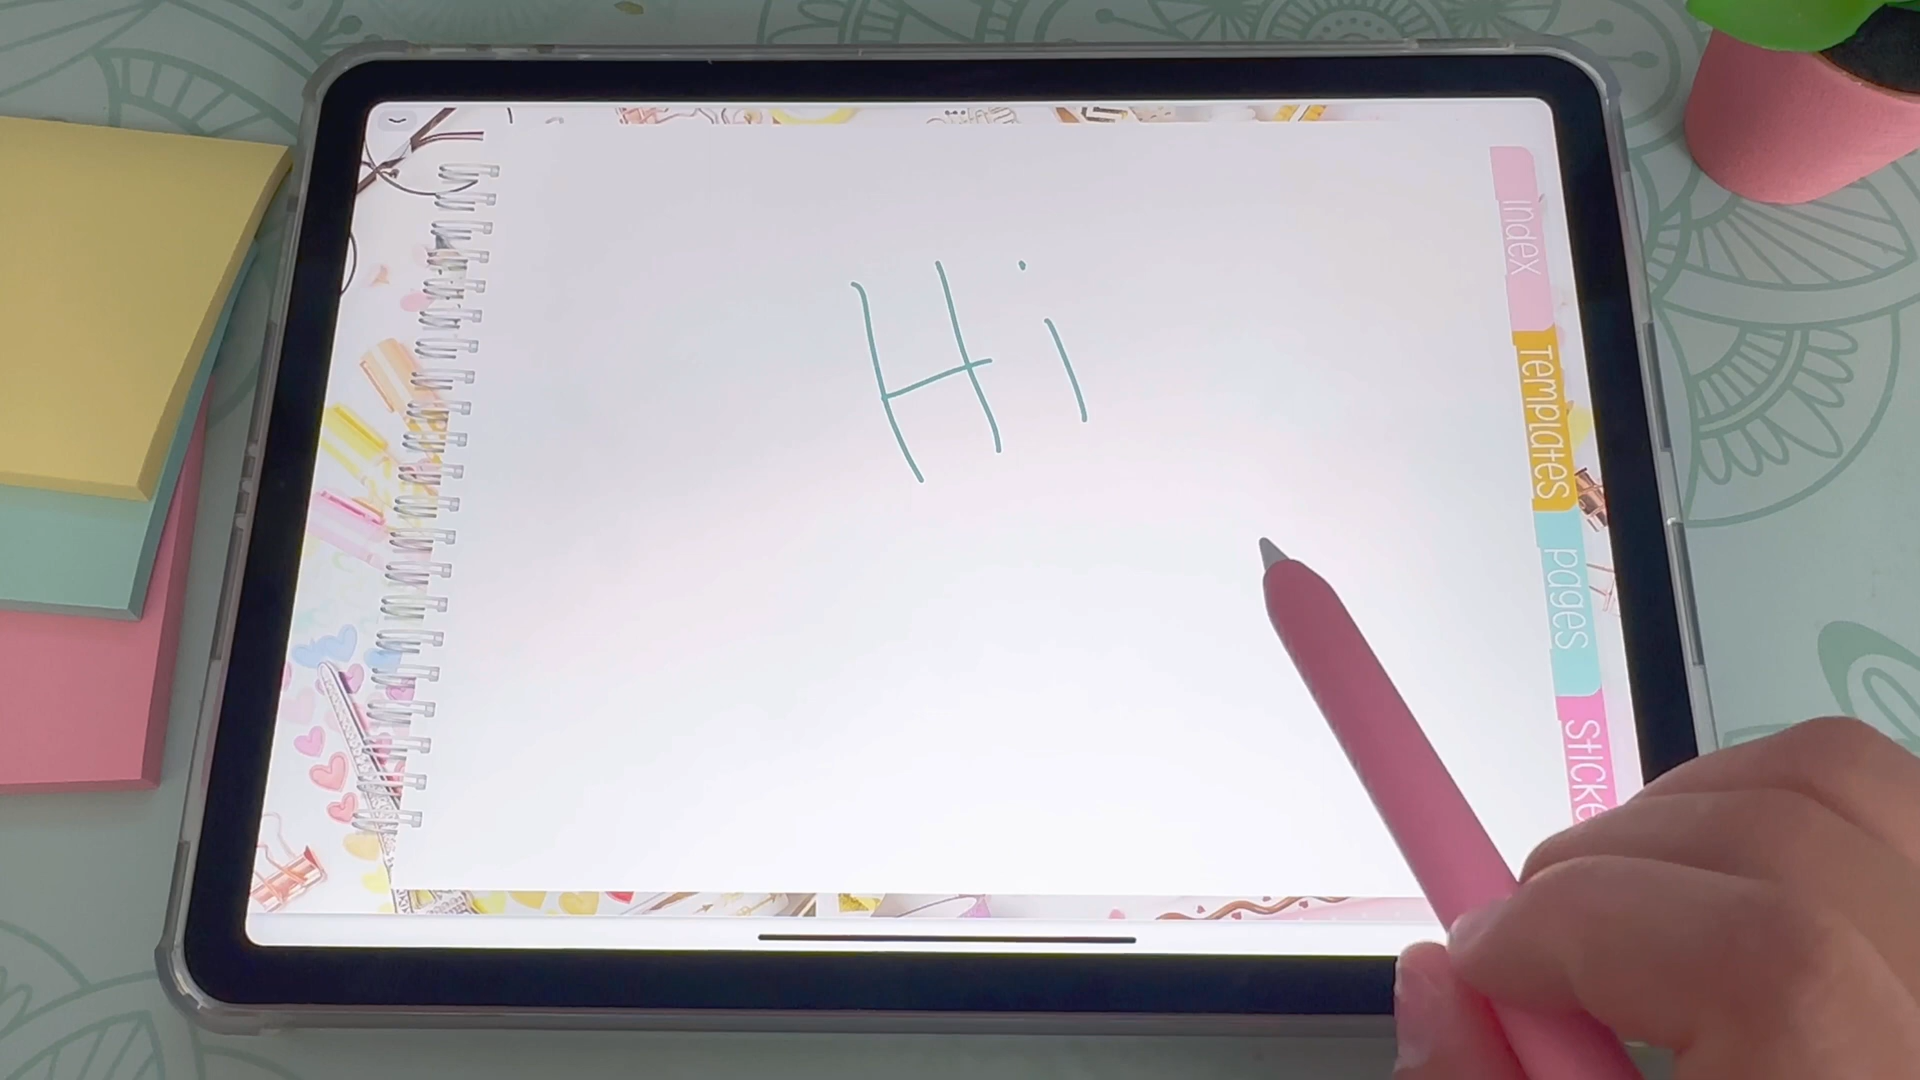 Hi
Index
Templates
pages
Sticke